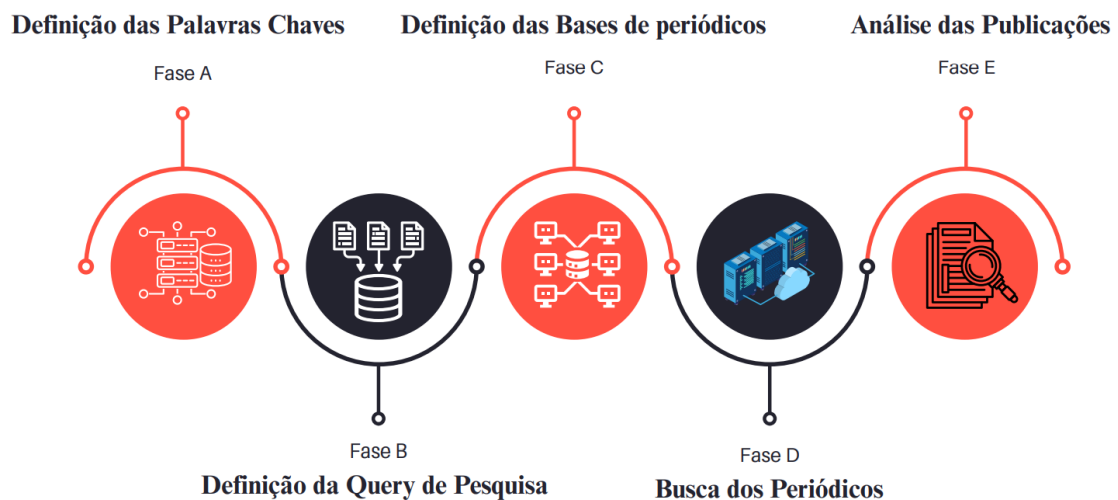 Definição das Palavras Chaves
Fase A
Definição das Bases de periódicos
Fase C
Análise das Publicações
Fase E
Fase B
Definição da Query de Pesquisa
Fase D
Busca dos Periódicos